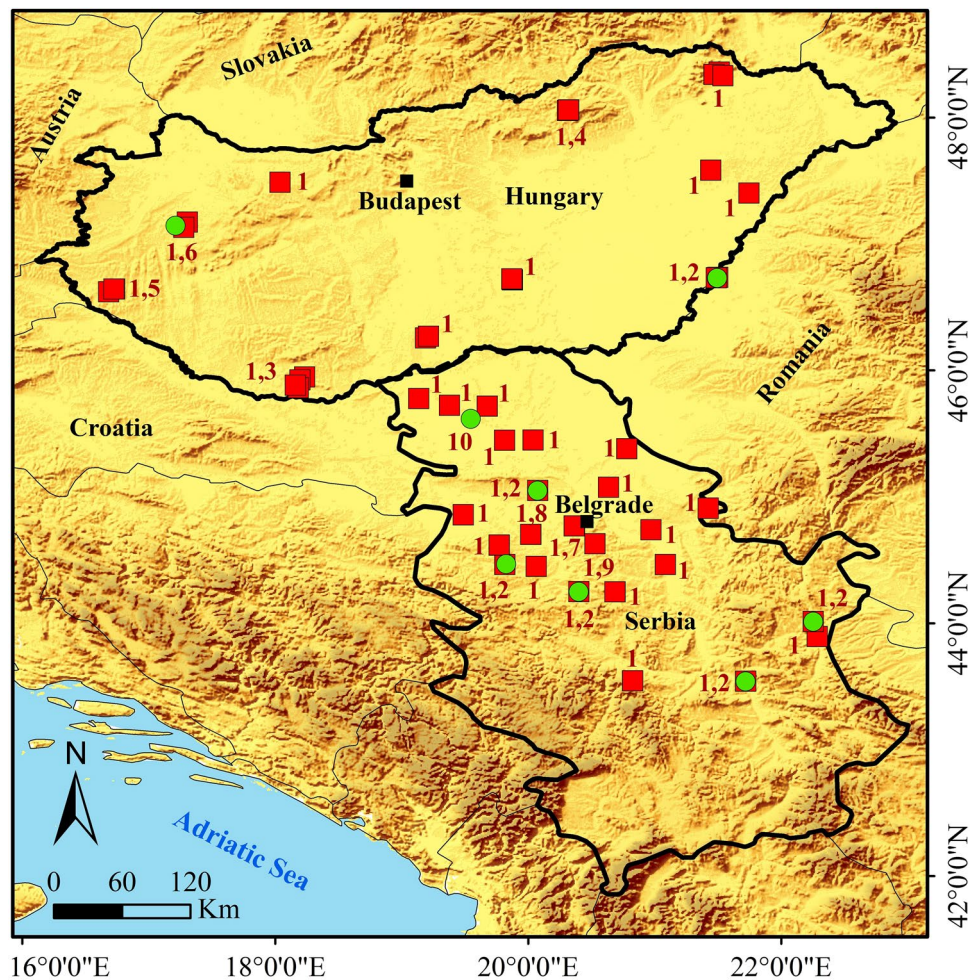 Slovakia
Austria
48°0'0"N
1
1,4
1
Budapest
Hungary
1
1
1,6
1,5
1
1,2
1
1,3
46°0'0"N
Romania
Croatia
1
1
1
10
1
1
1
1,2
1
Belgrade
1
1,8
1
1
1
1,7
1,9
1
1,2
1
1,2
1
1,2
Serbia
44°0'0"N
1
1
1,2
N
Adriatic Sea
0 60 120
Km
42°0'0"N
16°0'0"E 18°0'0"E 20°0'0"E 22°0'0"E